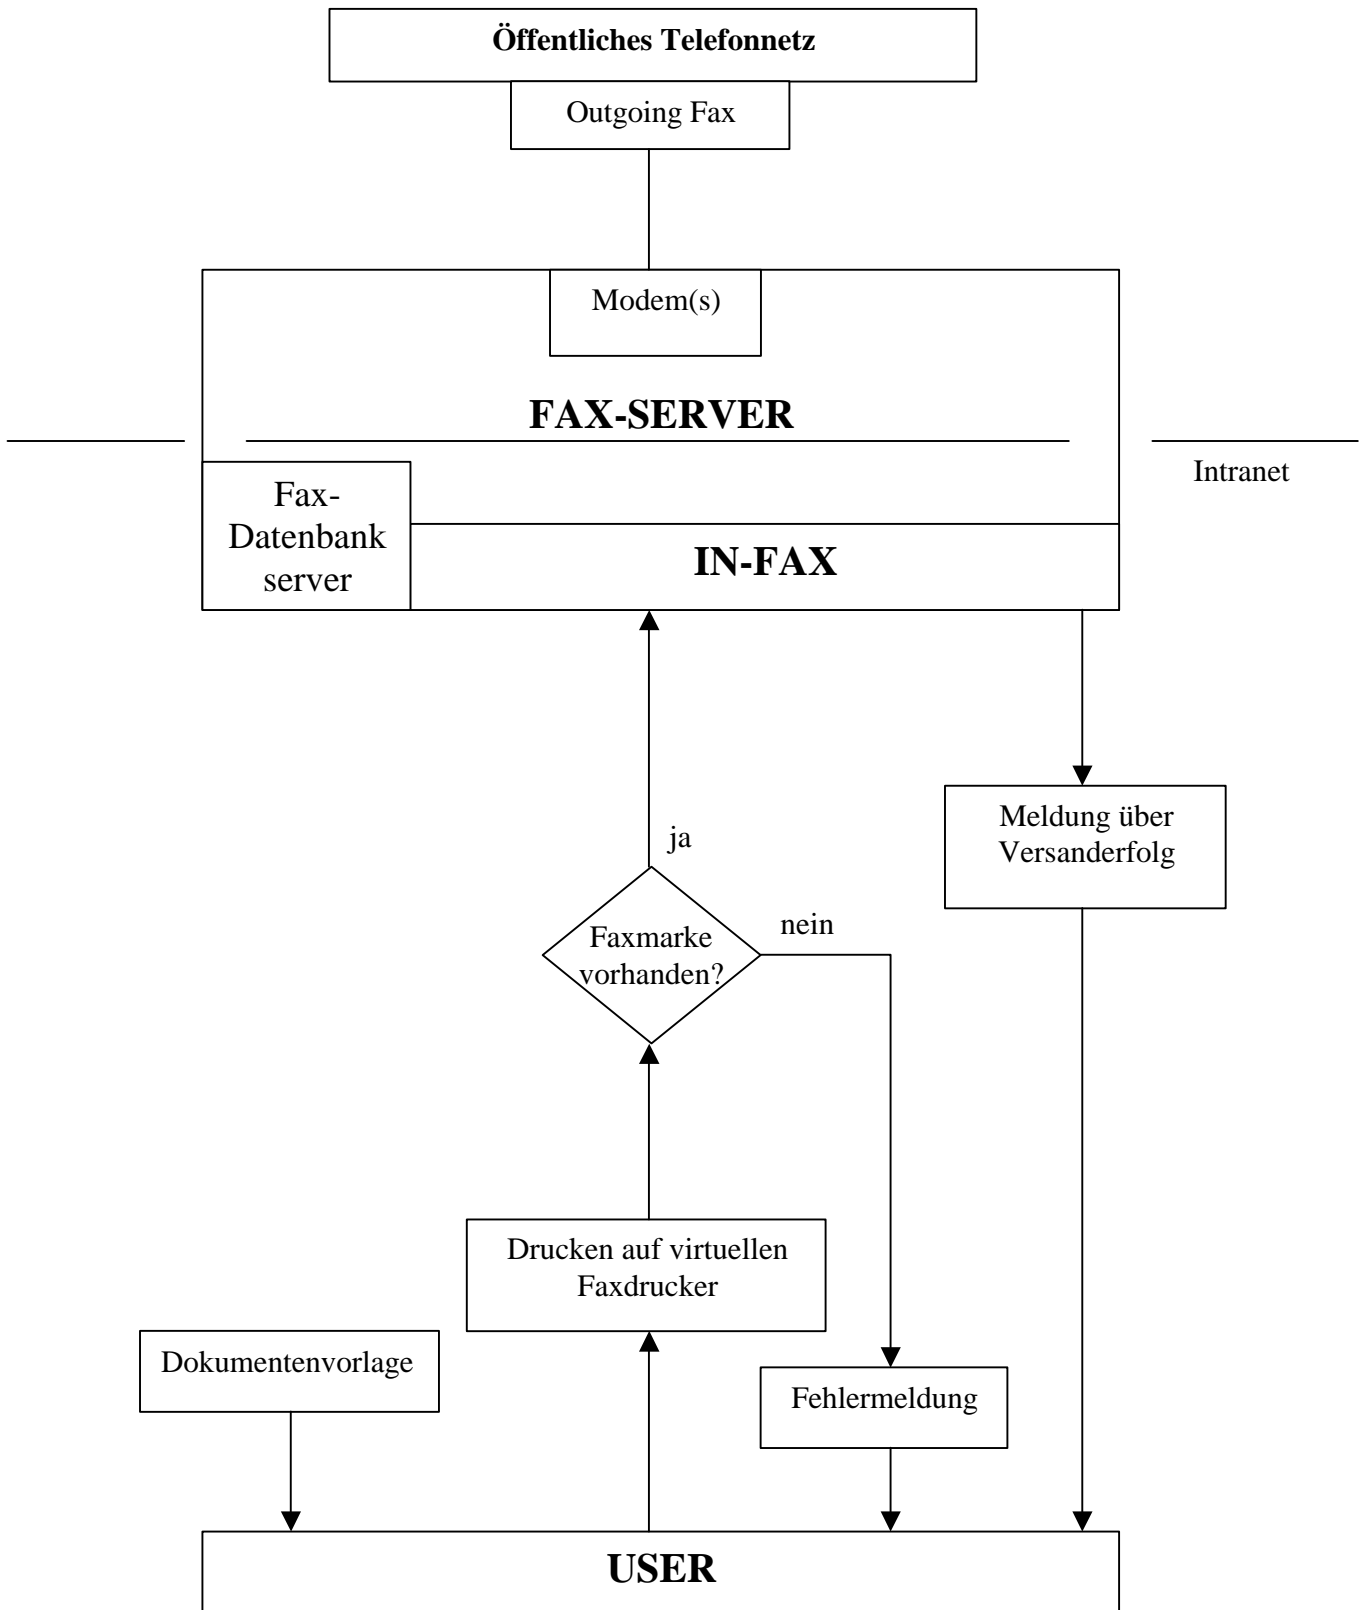 Öffentliches Telefonnetz
Outgoing Fax
Modem(s)
FAX-SERVER
Intranet
Fax-
Datenbank
server
IN-FAX
Meldung über
Versanderfolg
ja
nein
Faxmarke
vorhanden?
Drucken auf virtuellen
Faxdrucker
Dokumentenvorlage
Fehlermeldung
USER